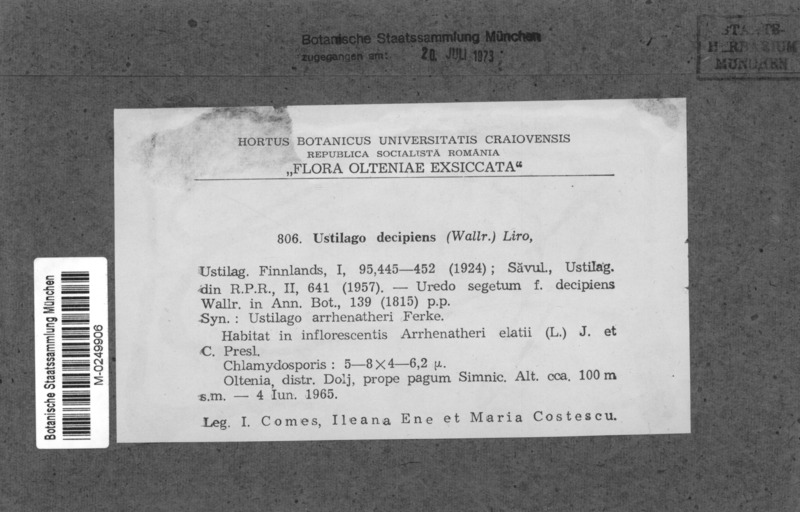 Botanische Staatssammlung München
zugegangen am:
20. JULI 1973
STAATS-
HERBARIUM
MÜNCHEN
HORTUS BOTANICUS UNIVERSITATIS CRAIOVENSIS
REPUBLICA SOCIALISTĂ ROMÂNIA
„FLORA OLTENIAE EXSICCATA“
806. Ustilago decipiens (Wallr.) Liro,
Ustilag. Finnlands, I, 95,445—452 (1924) ; Săvul., Ustilag.
din R.P.R., II, 641 (1957). — Uredo segetum f. decipiens
Wallr. in Ann. Bot., 139 (1815) p.p.
Syn. : Ustilago arrhenatheri Ferke.
Habitat in inflorescentis Arrhenatheri elatii (L.) J. et
C. Presl.
Chlamydosporis : 5—8×4—6,2 μ.
Oltenia, distr. Dolj, prope pagum Simnic. Alt. cca. 100 m
s.m. — 4 Iun. 1965.
Leg. I. Comes, Ileana Ene et Maria Costescu.
Botanische Staatssammlung München
M-0249906